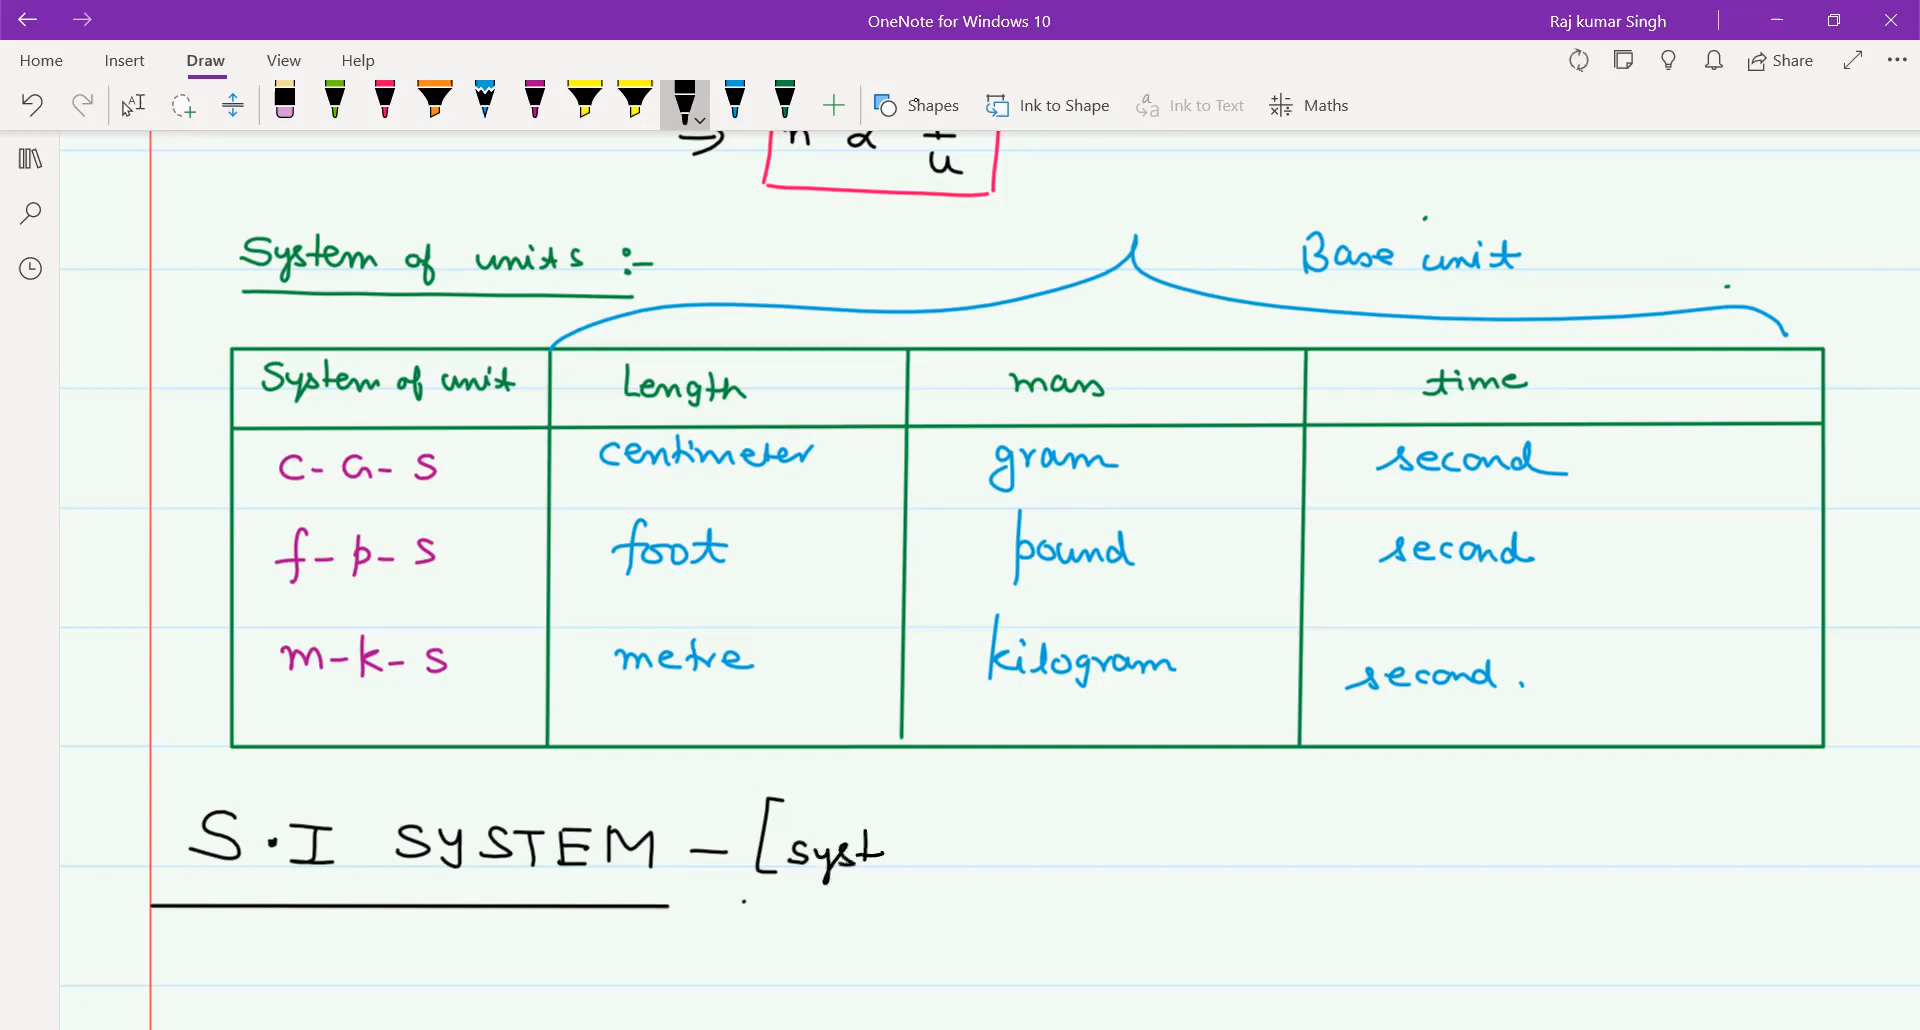 OneNote for Windows 10
Raj kumar Singh
Home Insert Draw View Help
Share
Shapes Ink to Shape Ink to Text Maths
⇒ n α 1/u
System of units :-
Base unit
System of unit Length mass time
C- G- S centimeter gram second
f- p- s foot pound second
m-k- s metre kilogram second.
S.I SYSTEM - [syst